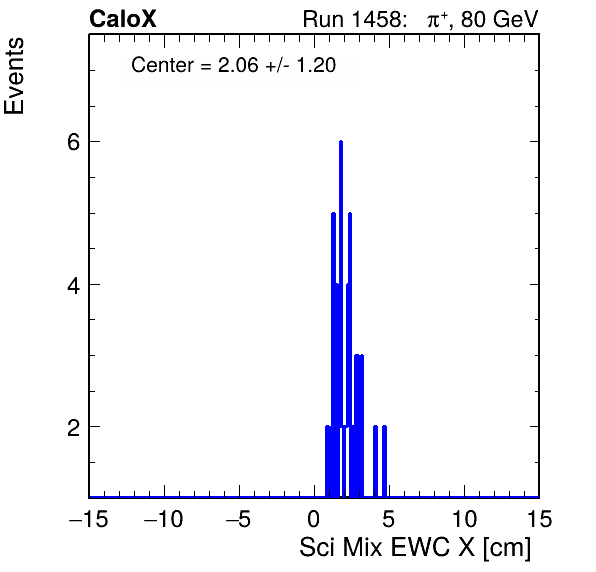 CaloX Run 1458: π⁺, 80 GeV
Center = 2.06 +/- 1.20
Events
6
4
2
−15 −10 −5 0 5 10 15
Sci Mix EWC X [cm]